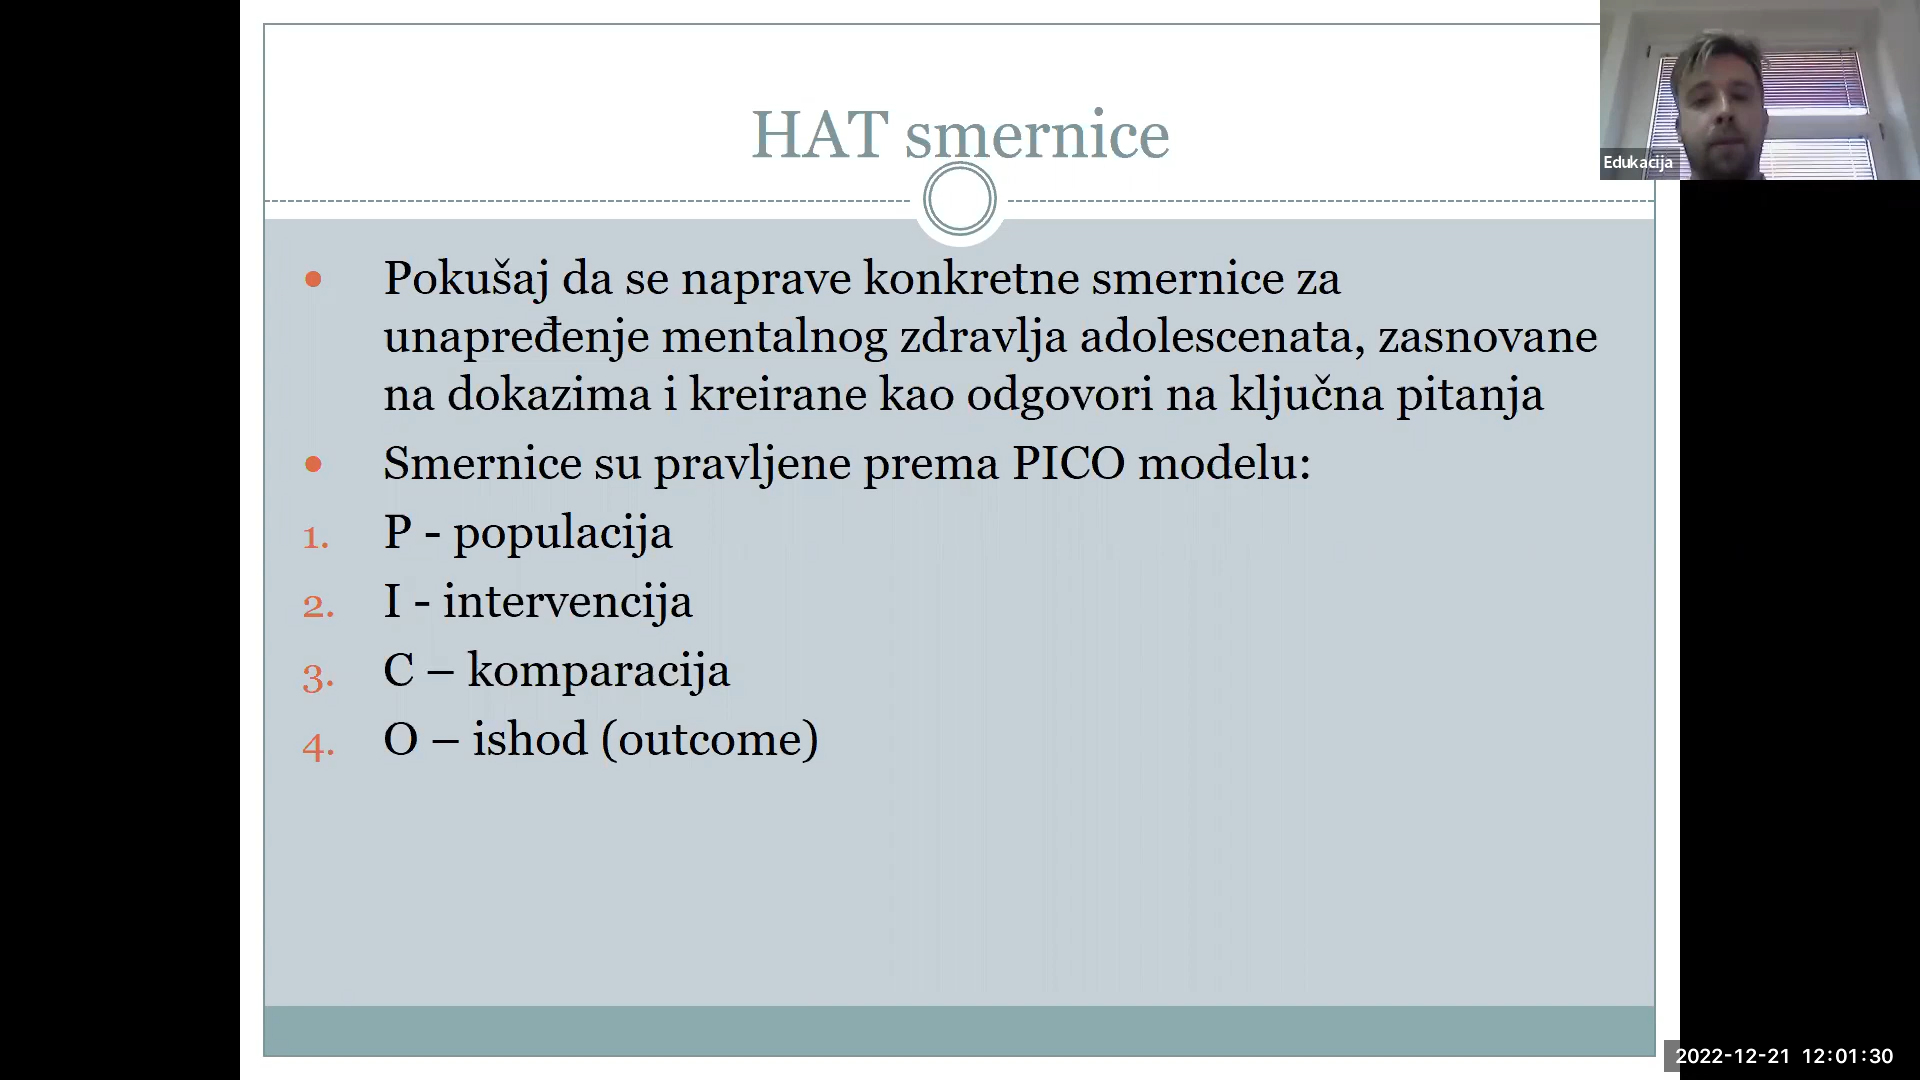 HAT smernice
Edukacija
• Pokušaj da se naprave konkretne smernice za
unapređenje mentalnog zdravlja adolescenata, zasnovane
na dokazima i kreirane kao odgovori na ključna pitanja
• Smernice su pravljene prema PICO modelu:
1. P - populacija
2. I - intervencija
3. C – komparacija
4. O – ishod (outcome)
2022-12-21 12:01:30